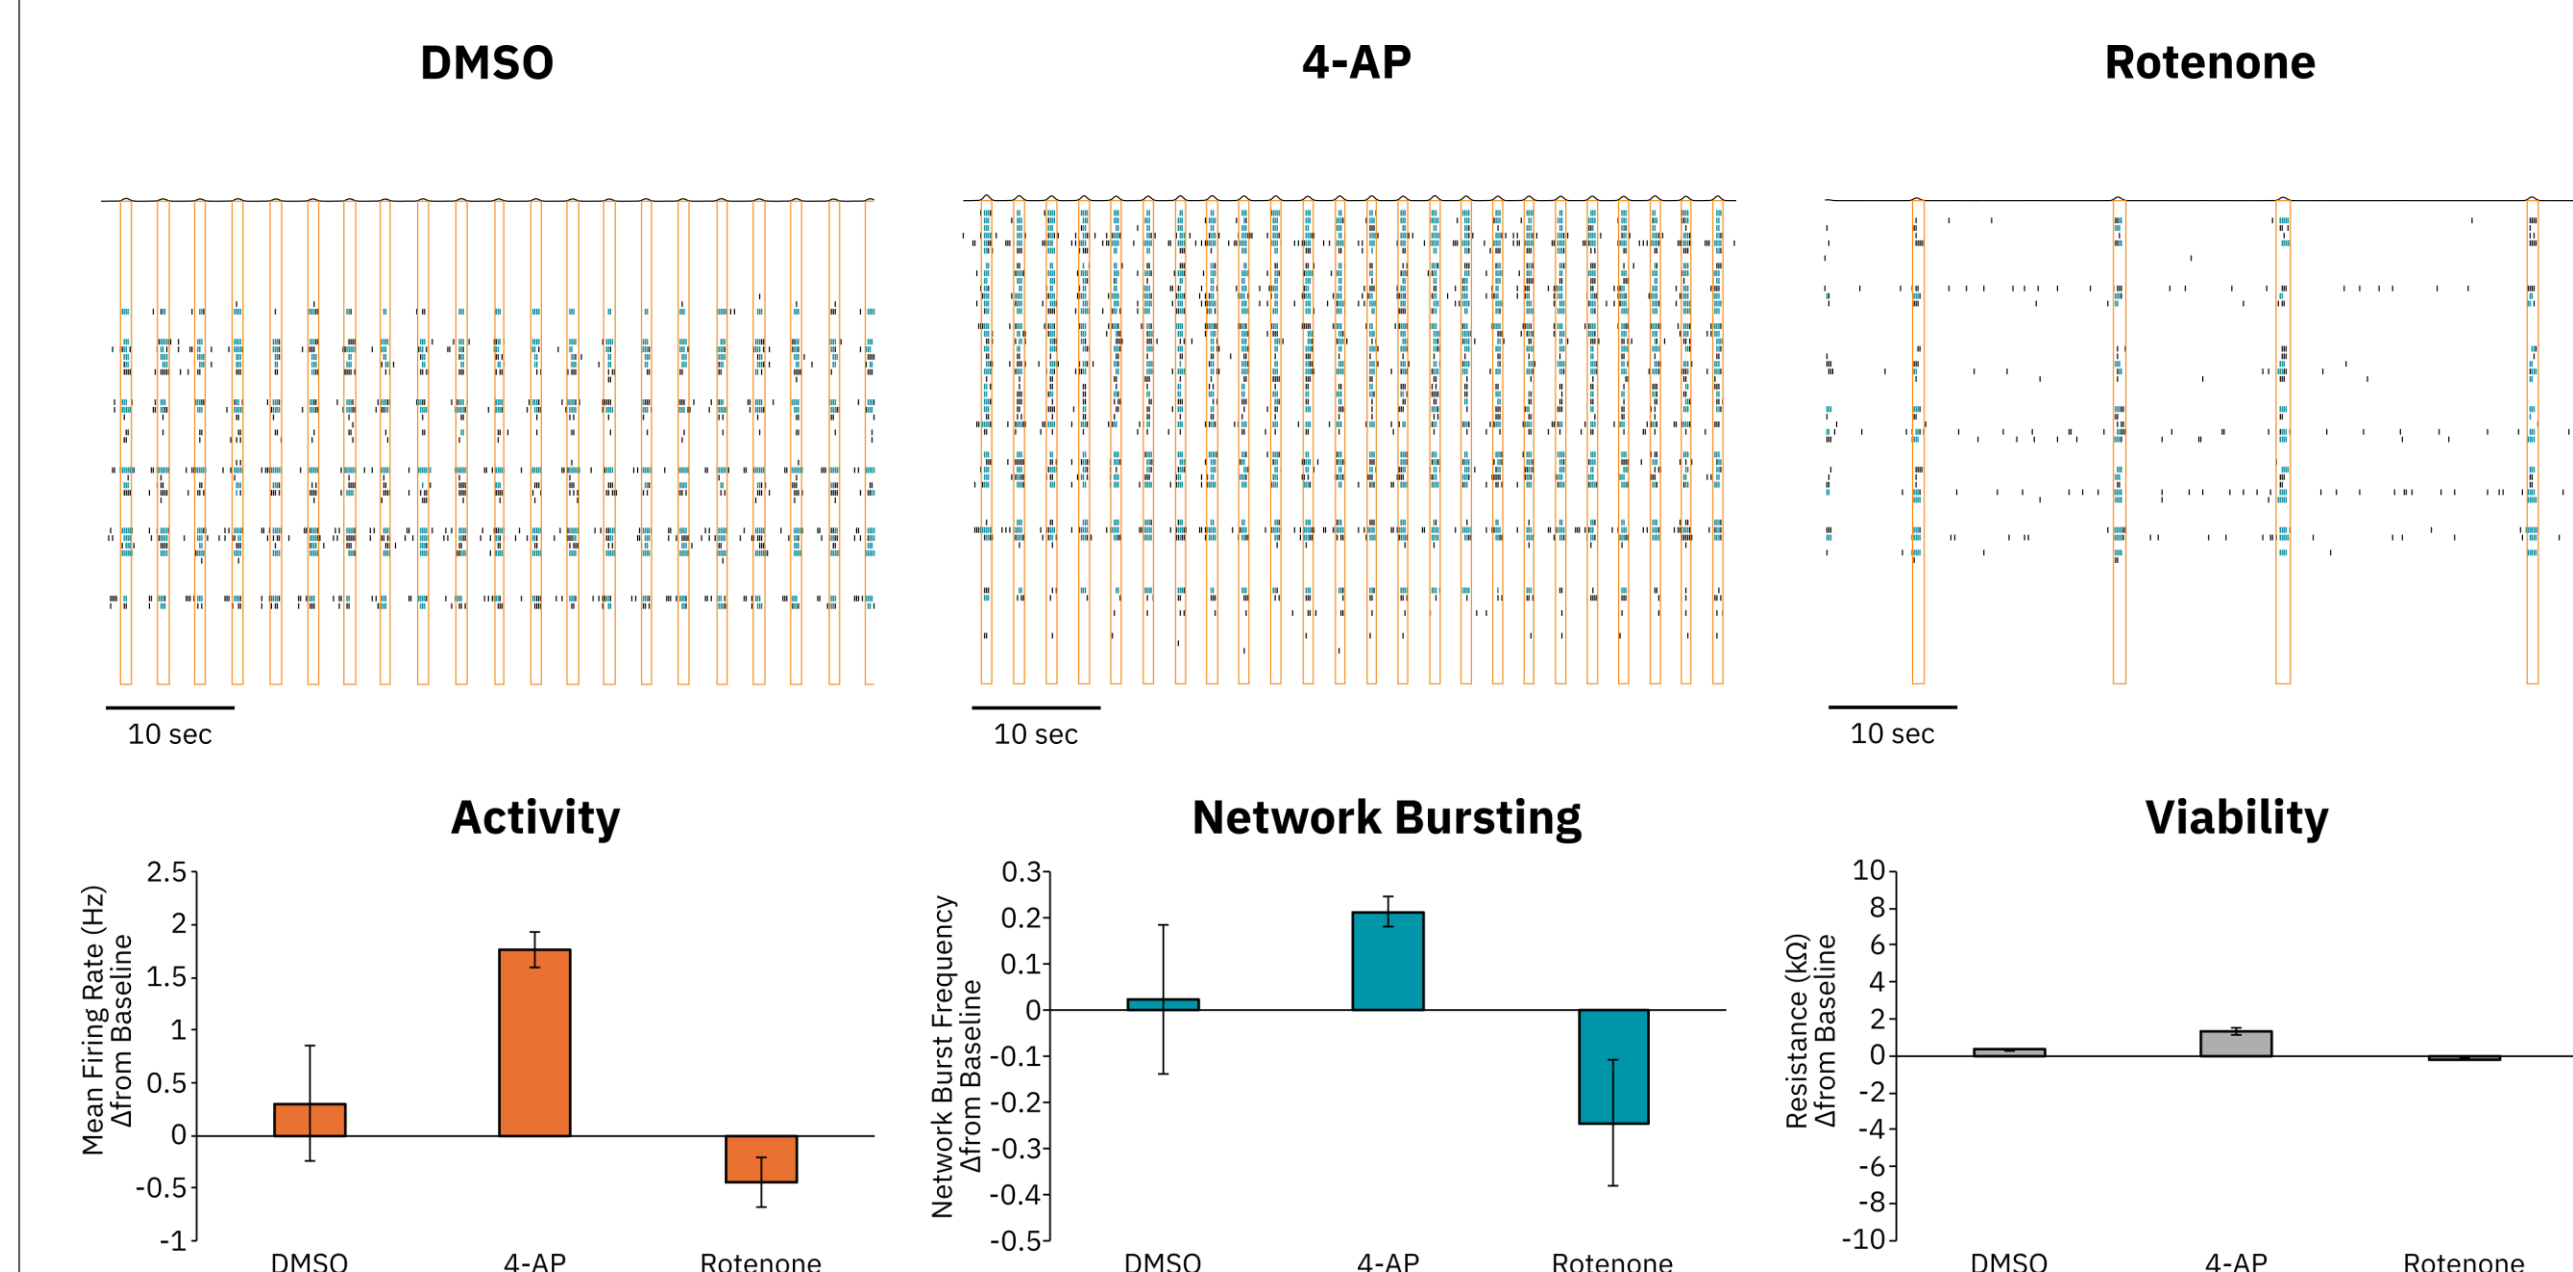 DMSO
4-AP
Rotenone
10 sec
10 sec
10 sec
Activity
Mean Firing Rate (Hz)
Δfrom Baseline
2.5
2
1.5
1
0.5
0
-0.5
-1
DMSO
4-AP
Rotenone
Network Bursting
Network Burst Frequency
Δfrom Baseline
0.3
0.2
0.1
0
-0.1
-0.2
-0.3
-0.4
-0.5
DMSO
4-AP
Rotenone
Viability
Resistance (kΩ)
Δfrom Baseline
10
8
6
4
2
0
-2
-4
-6
-8
-10
DMSO
4-AP
Rotenone